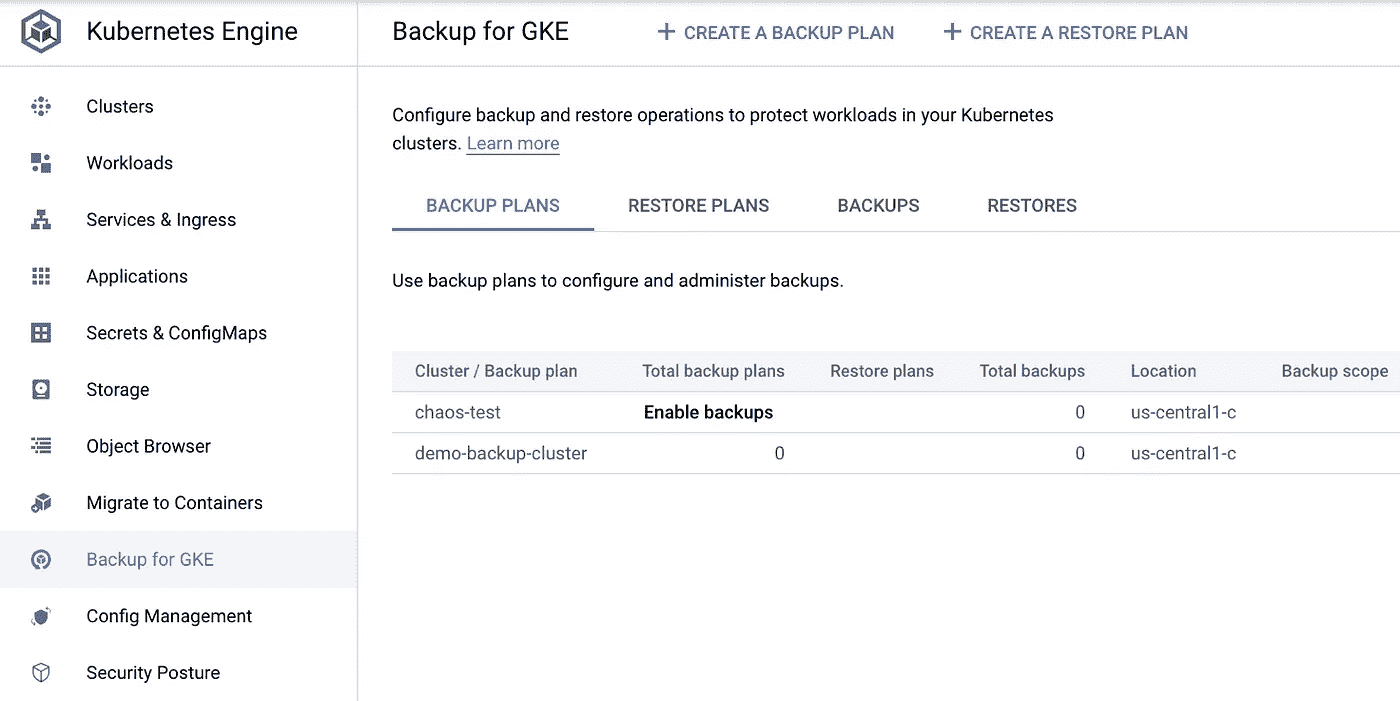 Kubernetes Engine
Clusters
Workloads
Services & Ingress
Applications
Secrets & ConfigMaps
Storage
Object Browser
Migrate to Containers
Backup for GKE
Config Management
Security Posture
Backup for GKE CREATE A BACKUP PLAN CREATE A RESTORE PLAN
Configure backup and restore operations to protect workloads in your Kubernetes
clusters. Learn more
BACKUP PLANS RESTORE PLANS BACKUPS RESTORES
Use backup plans to configure and administer backups.
Cluster / Backup plan Total backup plans Restore plans Total backups Location Backup scope
chaos-test Enable backups 0 us-central1-c
demo-backup-cluster 0 0 us-central1-c